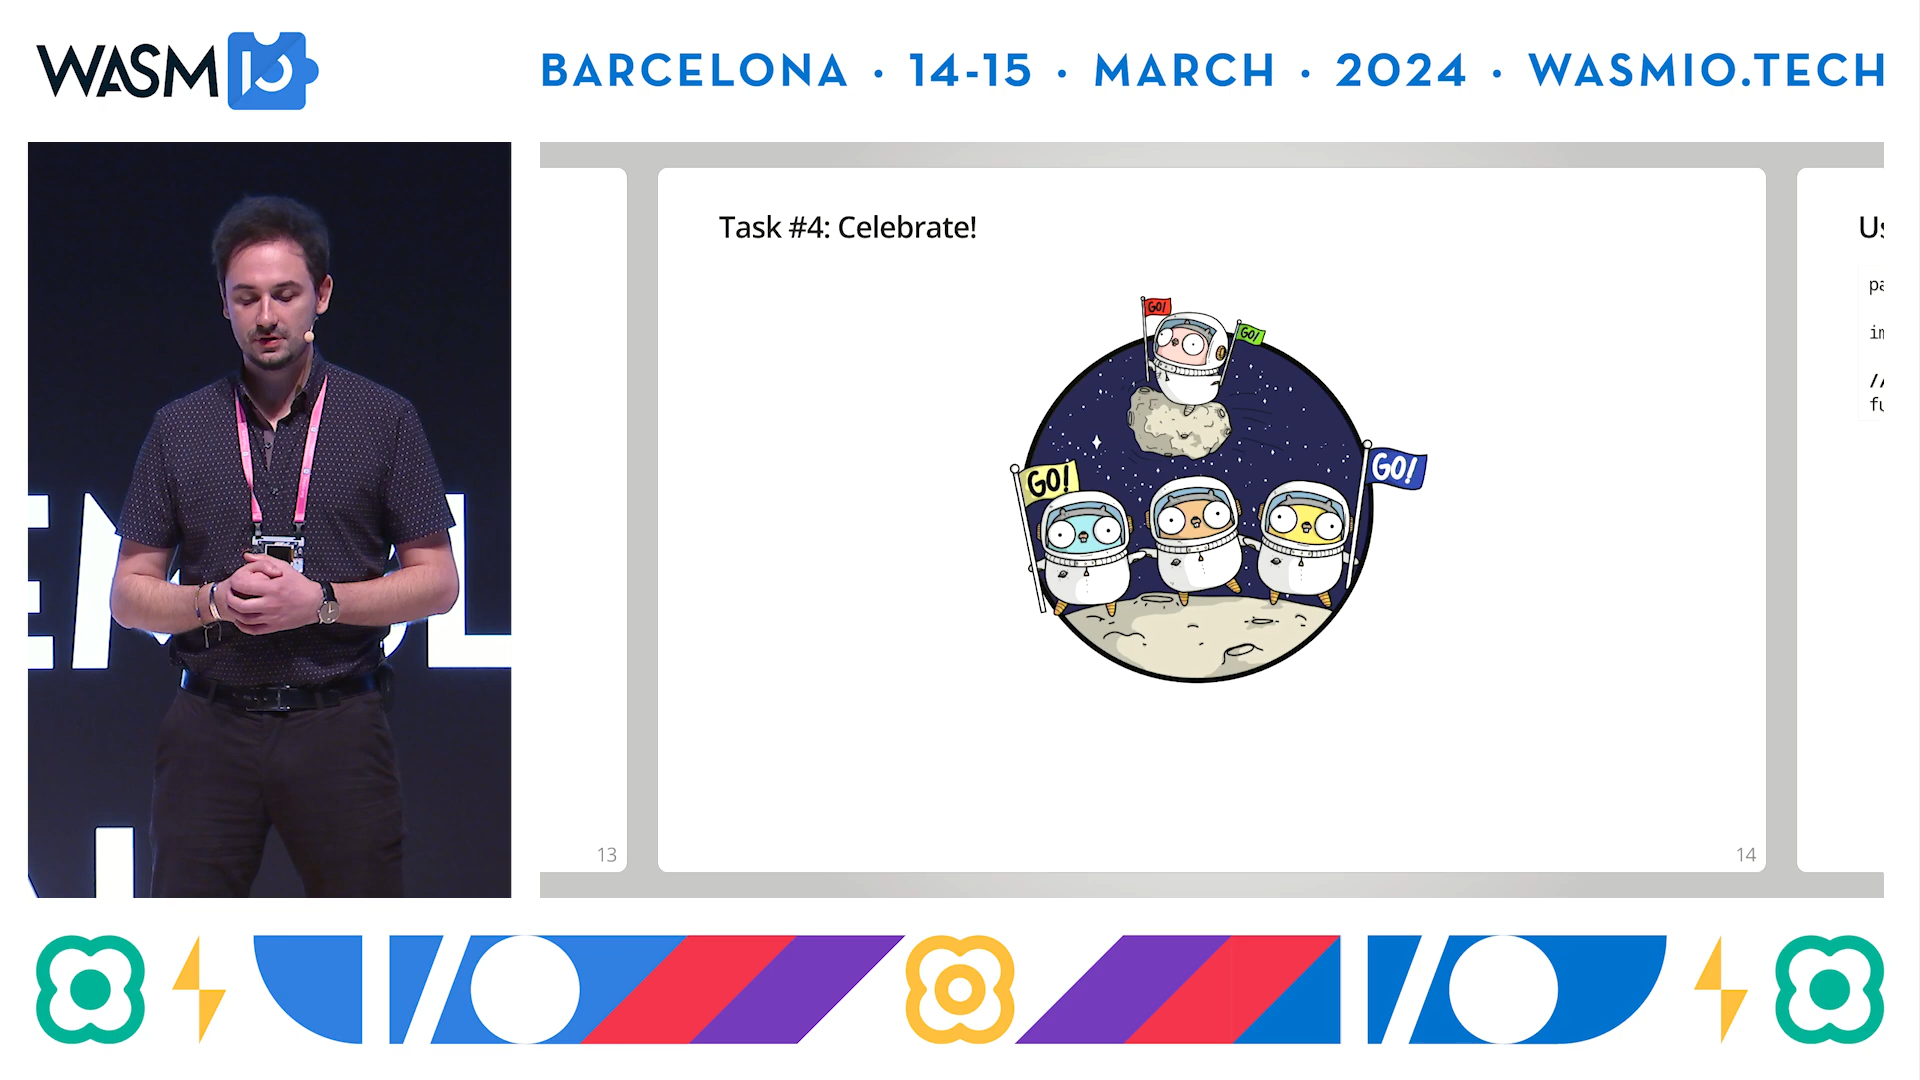 WASM IO
BARCELONA · 14-15 · MARCH · 2024 · WASMIO.TECH
Task #4: Celebrate!
GO!
GO!
GO!
GO!
13
14